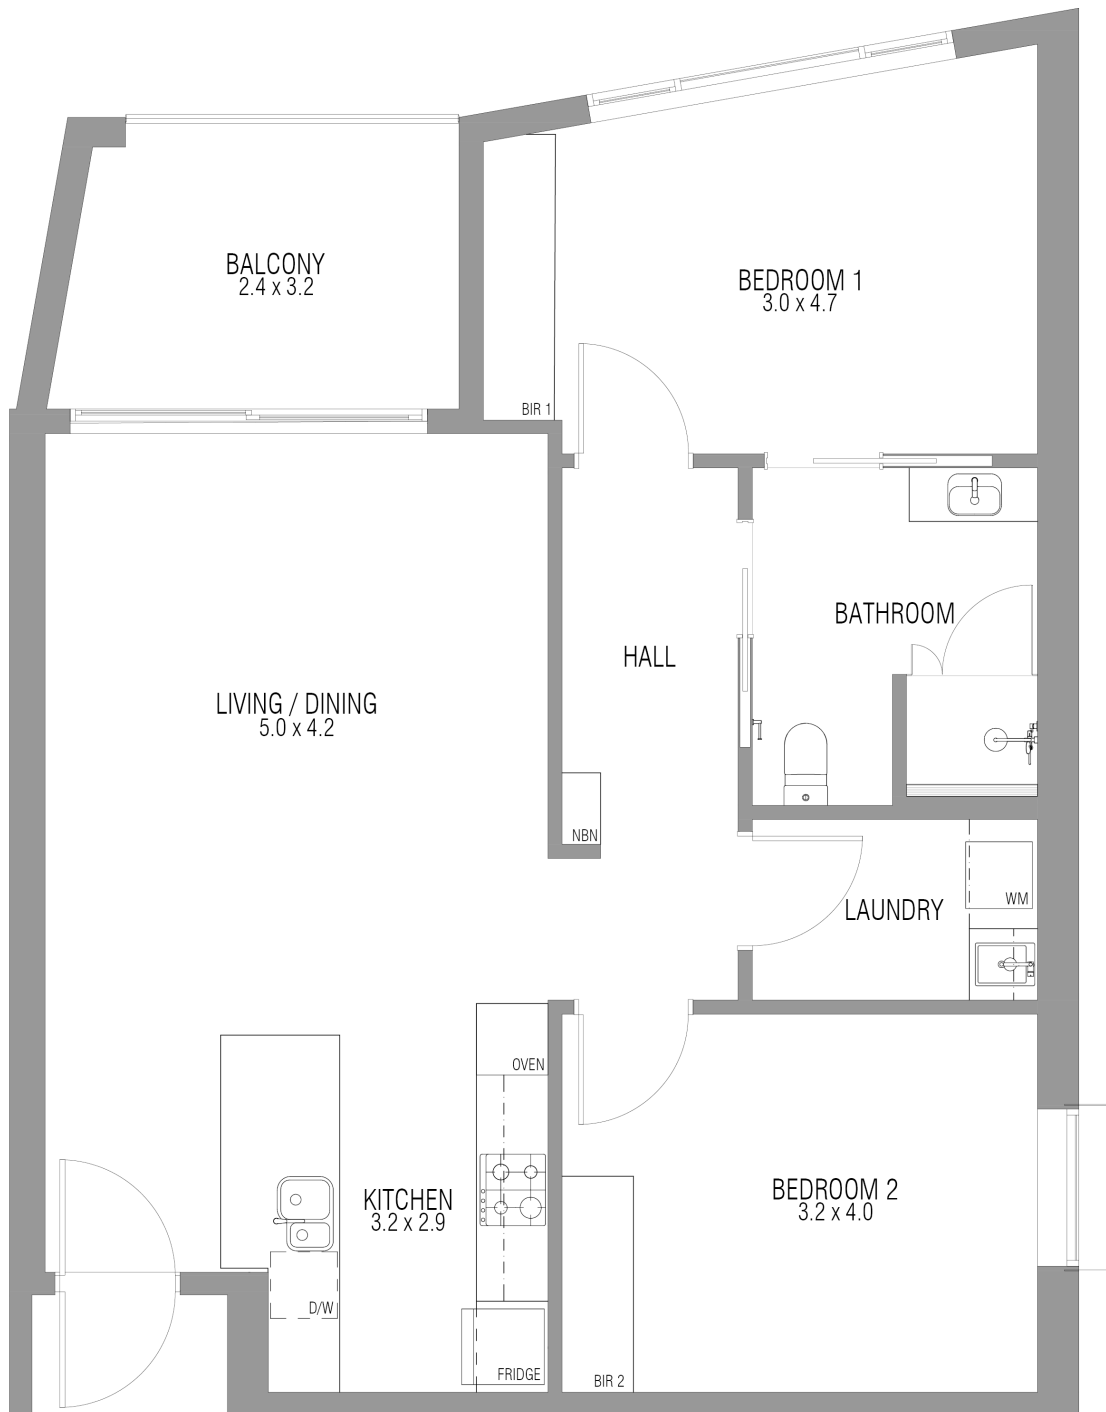 BALCONY
2.4 x 3.2
BEDROOM 1
3.0 x 4.7
BIR 1
BATHROOM
HALL
LIVING / DINING
5.0 x 4.2
NBN
WM
LAUNDRY
OVEN
KITCHEN
3.2 x 2.9
BEDROOM 2
3.2 x 4.0
D/W
FRIDGE
BIR 2